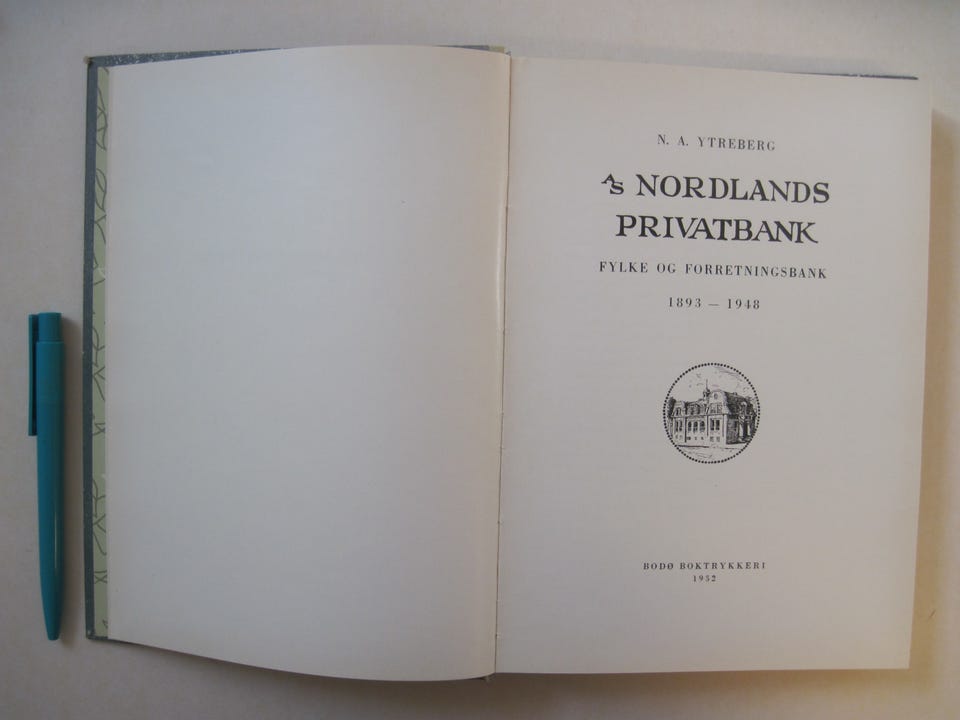 N. A. YTREBERG
A/S NORDLANDS
PRIVATBANK
FYLKE OG FORRETNINGSBANK
1893 — 1948
BODØ BOKTRYKKERI
1952